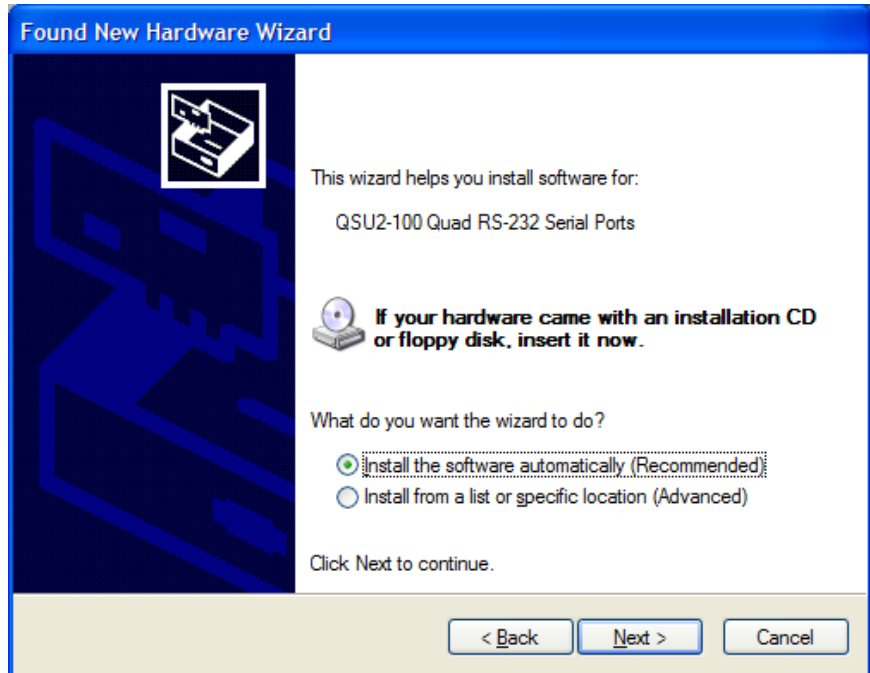 Found New Hardware Wizard
This wizard helps you install software for:
QSU2-100 Quad RS-232 Serial Ports
If your hardware came with an installation CD
or floppy disk, insert it now.
What do you want the wizard to do?
Install the software automatically (Recommended)
Install from a list or specific location (Advanced)
Click Next to continue.
< Back Next > Cancel